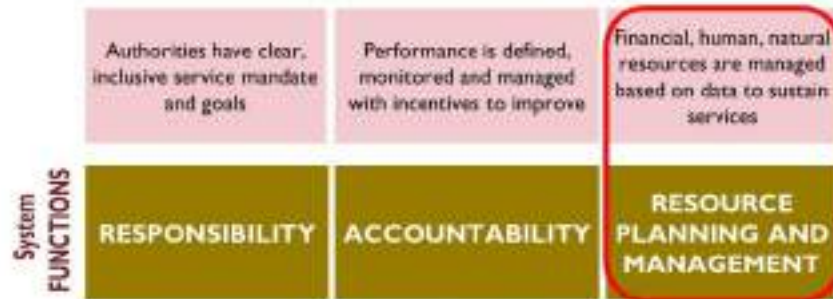 Authorities have clear,
inclusive service mandate
and goals
Performance is defined,
monitored and managed
with incentives to improve
Financial, human, natural
resources are managed
based on data to sustain
services
System
FUNCTIONS
RESPONSIBILITY
ACCOUNTABILITY
RESOURCE
PLANNING AND
MANAGEMENT